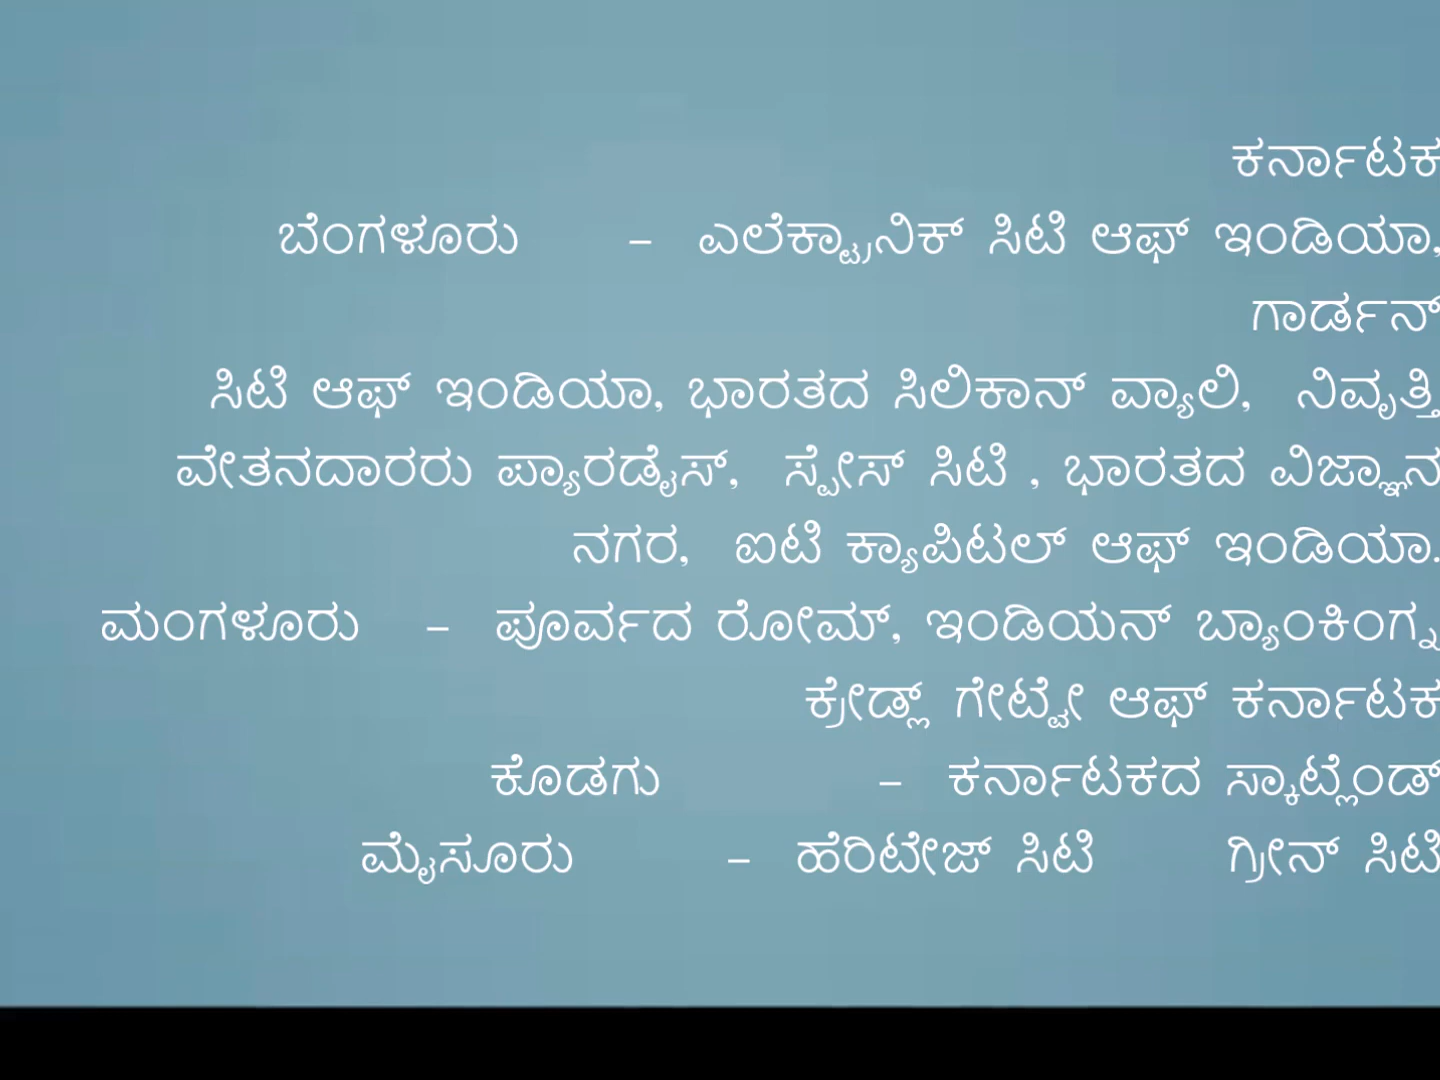 ಕರ್ನಾಟಕ
ಬೆಂಗಳೂರು – ಎಲೆಕ್ಟ್ರಾನಿಕ್ ಸಿಟಿ ಆಫ್ ಇಂಡಿಯಾ,
ಗಾರ್ಡನ್
ಸಿಟಿ ಆಫ್ ಇಂಡಿಯಾ, ಭಾರತದ ಸಿಲಿಕಾನ್ ವ್ಯಾಲಿ, ನಿವೃತ್ತಿ
ವೇತನದಾರರು ಪ್ಯಾರಡೈಸ್, ಸ್ಪೇಸ್ ಸಿಟಿ , ಭಾರತದ ವಿಜ್ಞಾನ
ನಗರ, ಐಟಿ ಕ್ಯಾಪಿಟಲ್ ಆಫ್ ಇಂಡಿಯಾ.
ಮಂಗಳೂರು – ಪೂರ್ವದ ರೋಮ್, ಇಂಡಿಯನ್ ಬ್ಯಾಂಕಿಂಗ್ನ
ಕ್ರೇಡ್ಲ್ ಗೇಟ್ವೇ ಆಫ್ ಕರ್ನಾಟಕ
ಕೊಡಗು – ಕರ್ನಾಟಕದ ಸ್ಕಾಟ್ಲೆಂಡ್
ಮೈಸೂರು – ಹೆರಿಟೇಜ್ ಸಿಟಿ ಗ್ರೀನ್ ಸಿಟಿ